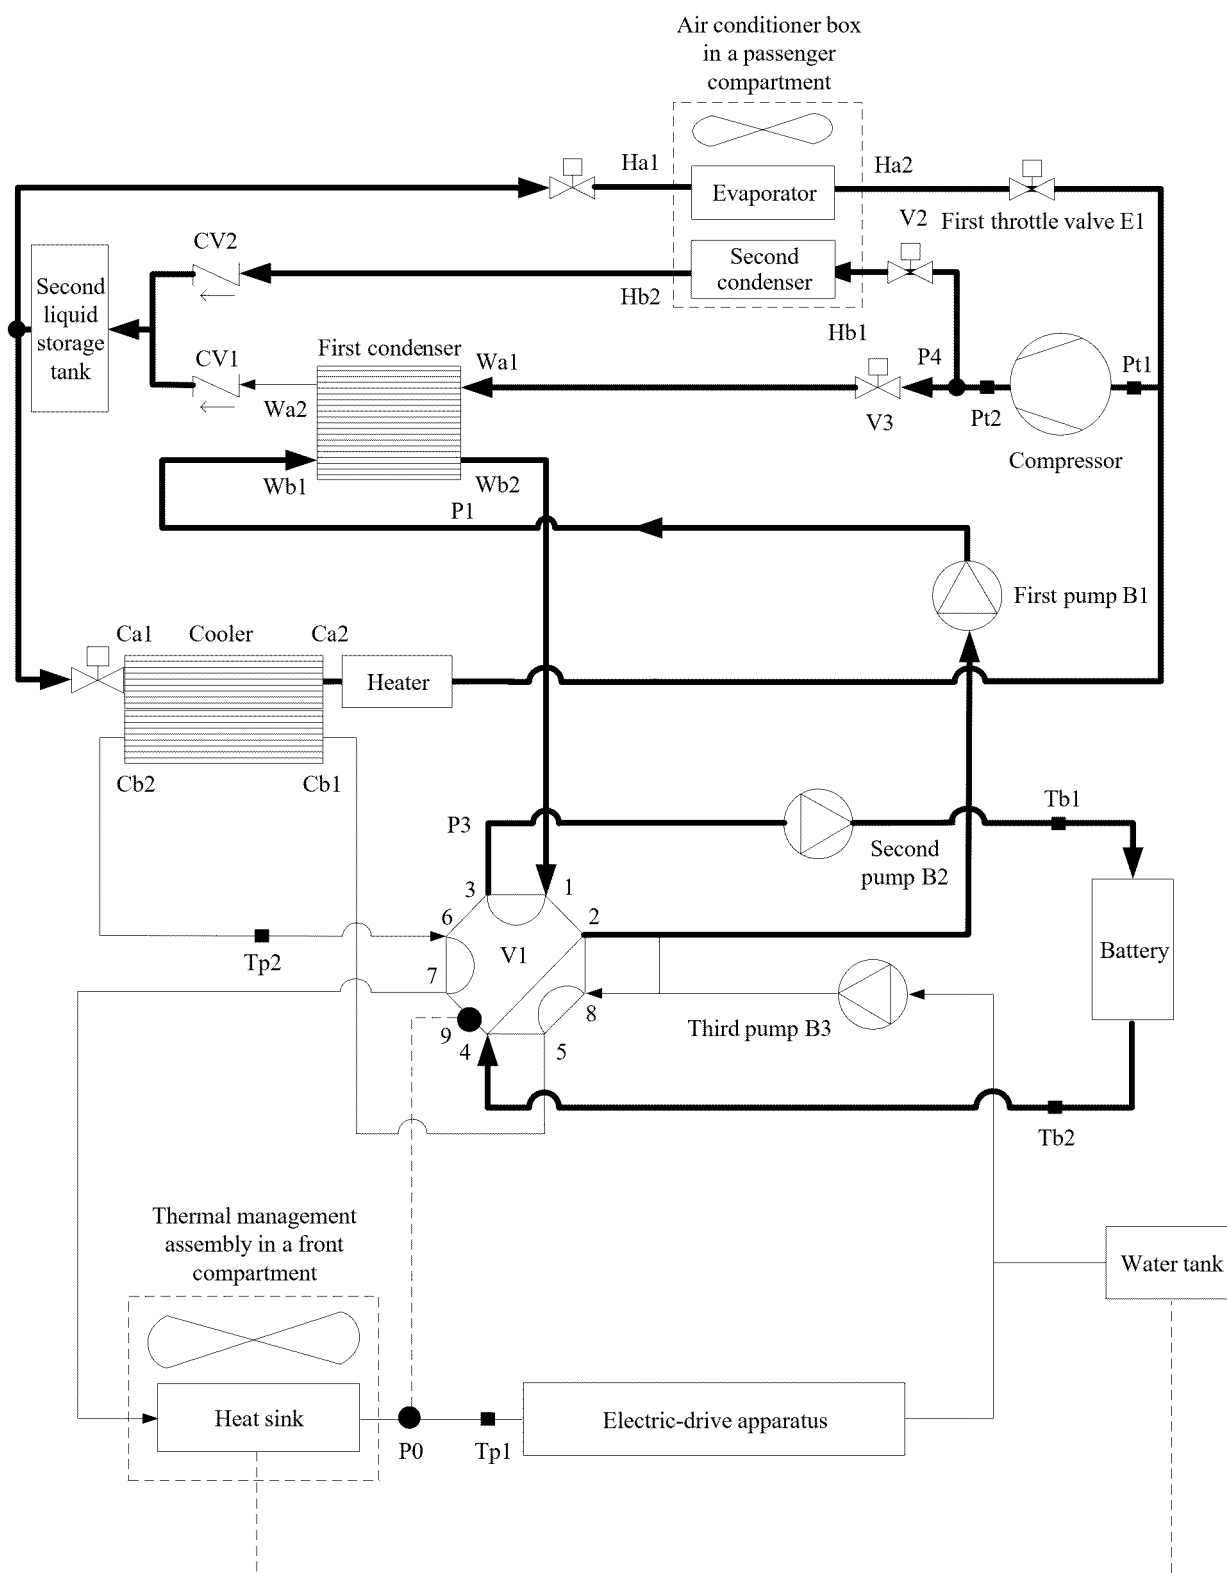 Air conditioner box
in a passenger
compartment
Ha1
Evaporator
Ha2
V2
First throttle valve E1
CV2
Second
condenser
Second
liquid
storage
tank
Hb2
Hb1
First condenser
CV1
Wa1
P4
Pt1
Wa2
V3
Pt2
Compressor
Wb1
Wb2
P1
First pump B1
Ca1
Cooler
Ca2
Heater
Cb2
Cb1
P3
Tb1
Second
pump B2
3
1
6
2
Tp2
7
V1
Battery
8
9
4
5
Third pump B3
Tb2
Thermal management
assembly in a front
compartment
Water tank
Heat sink
Electric-drive apparatus
P0
Tp1